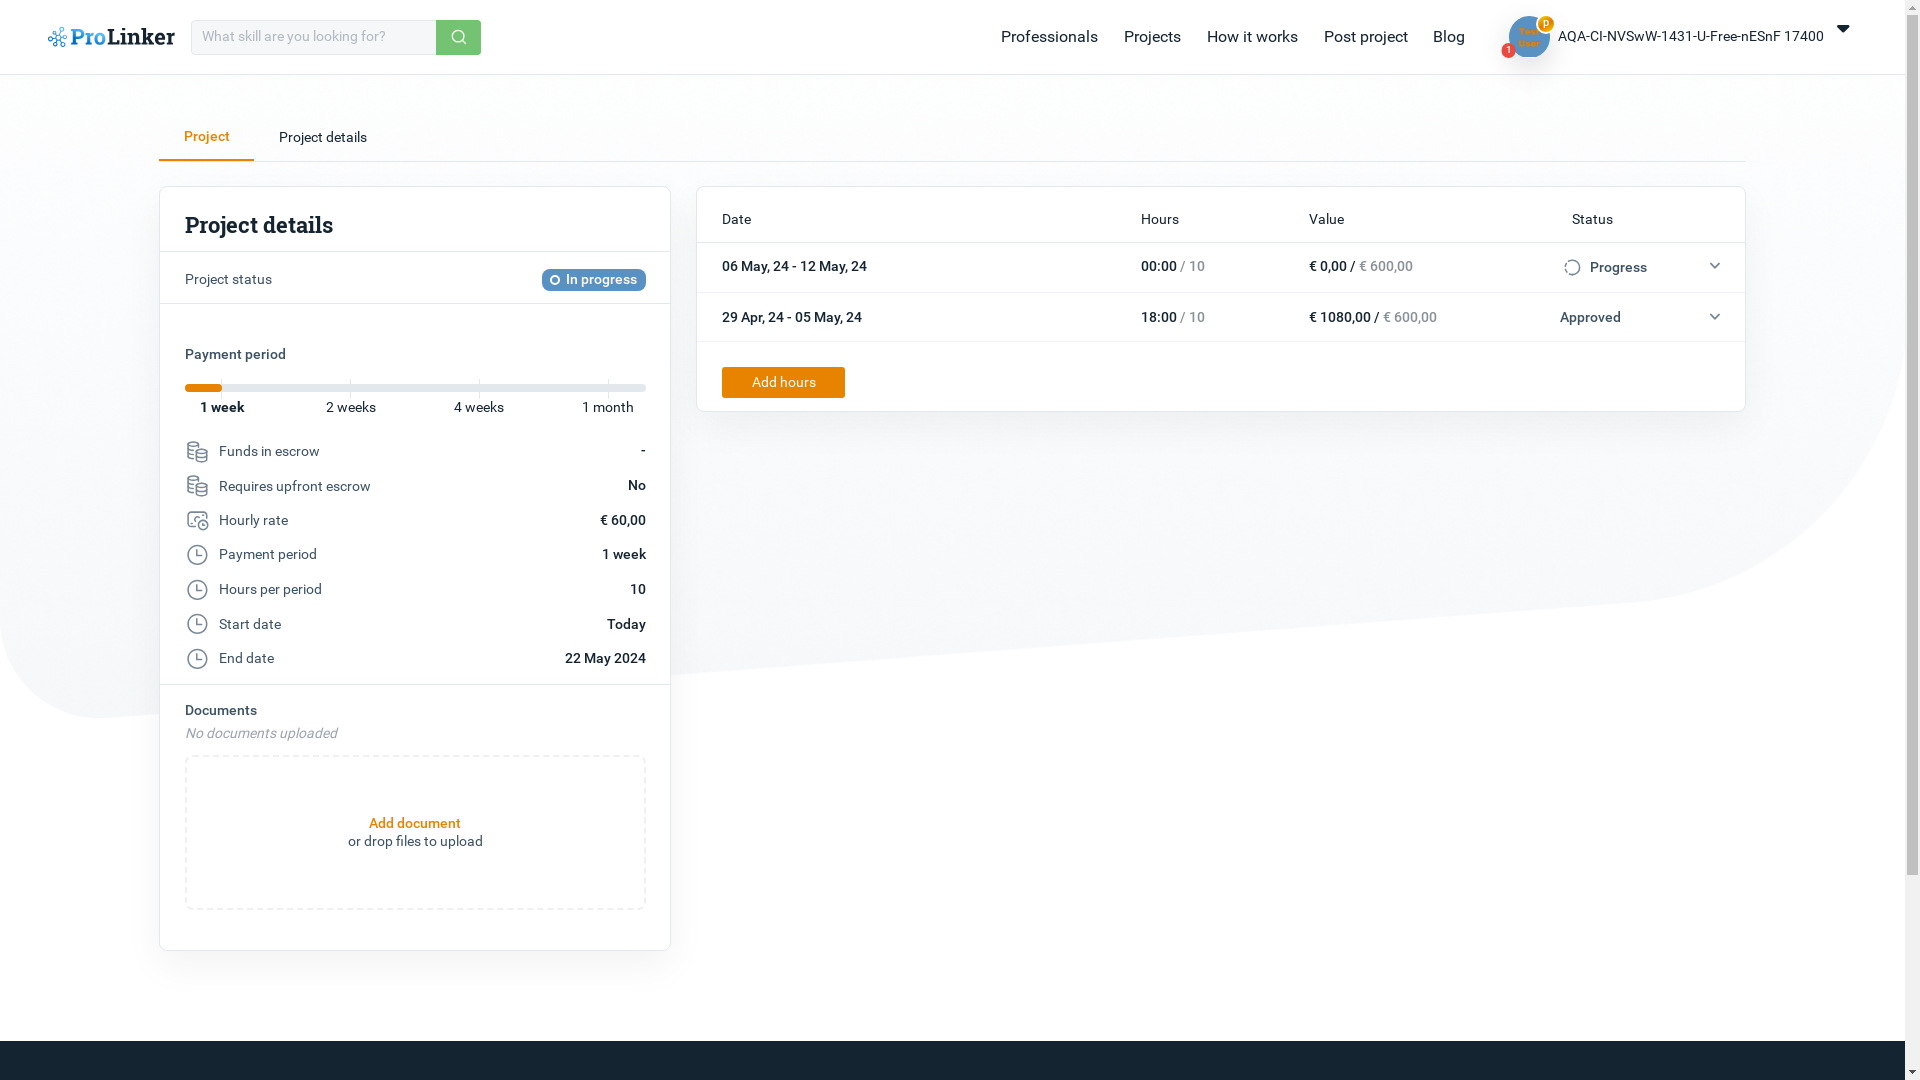 ProLinker
What skill are you looking for?
Professionals
Projects
How it works
Post project
Blog
P
1
AQA-CI-NVSwW-1431-U-Free-nESnF 17400
Project
Project details
Project details
Project status
In progress
Payment period
1 week
2 weeks
4 weeks
1 month
Funds in escrow -
Requires upfront escrow No
Hourly rate € 60,00
Payment period 1 week
Hours per period 10
Start date Today
End date 22 May 2024
Documents
No documents uploaded
Add document
or drop files to upload
Date Hours Value Status
06 May, 24 - 12 May, 24 00:00 / 10 € 0,00 / € 600,00 Progress
29 Apr, 24 - 05 May, 24 18:00 / 10 € 1080,00 / € 600,00 Approved
Add hours